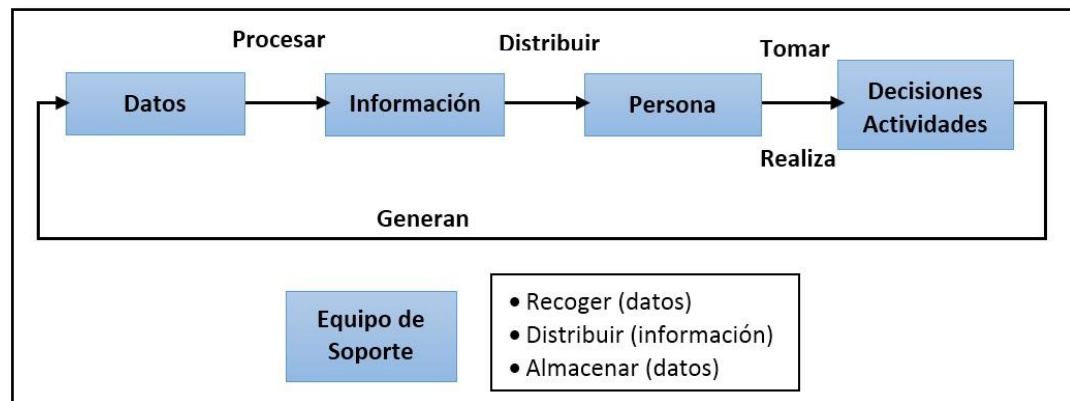 Procesar
Distribuir
Tomar
Datos
Información
Persona
Decisiones
Actividades
Realiza
Generan
Equipo de
Soporte
• Recoger (datos)
• Distribuir (información)
• Almacenar (datos)